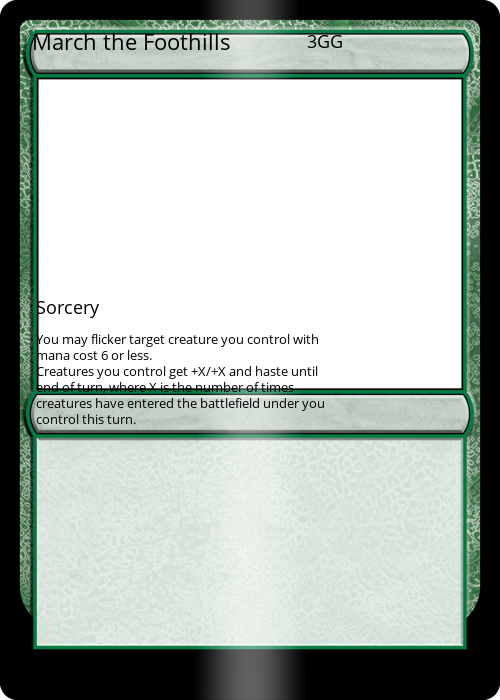 March the Foothills 3GG
Sorcery
You may flicker target creature you control with
mana cost 6 or less.
Creatures you control get +X/+X and haste until
end of turn, where X is the number of times
creatures have entered the battlefield under you
control this turn.